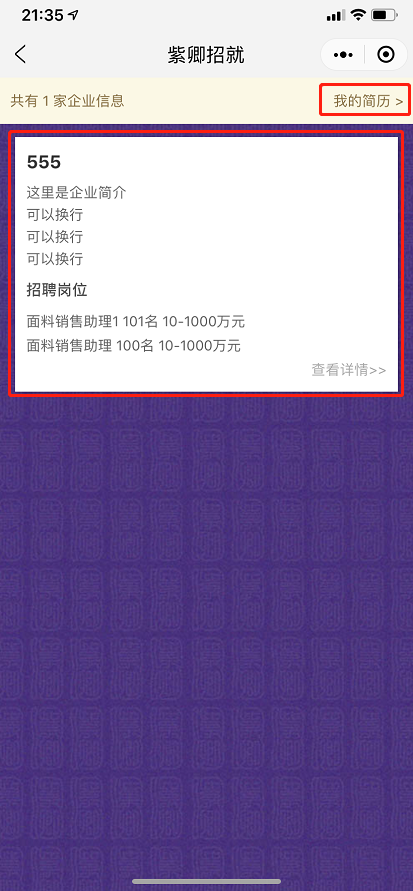 21:35
紫卿招就
共有 1 家企业信息
我的简历 >
555
这里是企业简介
可以换行
可以换行
可以换行
招聘岗位
面料销售助理1 101名 10-1000万元
面料销售助理 100名 10-1000万元
查看详情>>